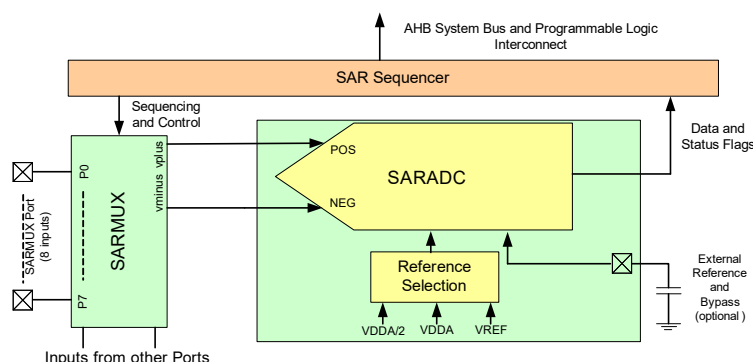 AHB System Bus and Programmable Logic
Interconnect
SAR Sequencer
Sequencing
and Control
Data and
Status Flags
vminus vplus
P0
P7
SARMUX
SARMUX Port
(8 inputs)
POS
NEG
SARADC
Reference
Selection
External
Reference
and
Bypass
(optional )
VDDA/2
VDDA
VREF
Inputs from other Ports